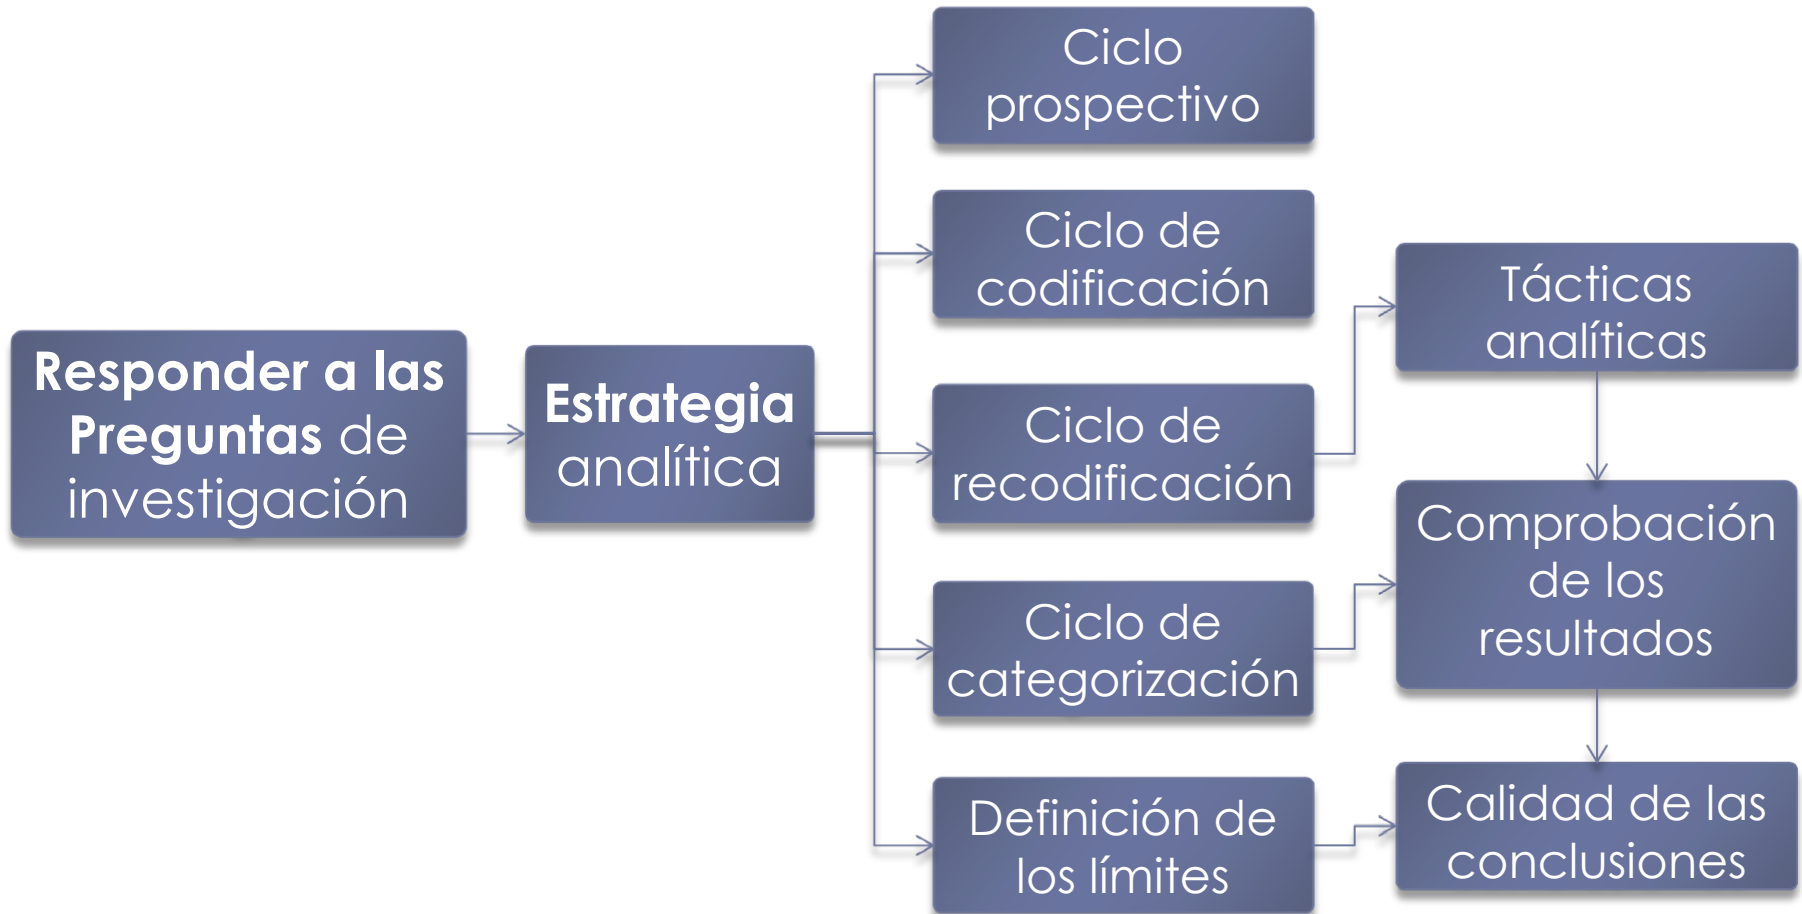 Responder a las
Preguntas de
investigación
Estrategia
analítica
Ciclo
prospectivo
Ciclo de
codificación
Ciclo de
recodificación
Ciclo de
categorización
Definición de
los límites
Tácticas
analíticas
Comprobación
de los
resultados
Calidad de las
conclusiones